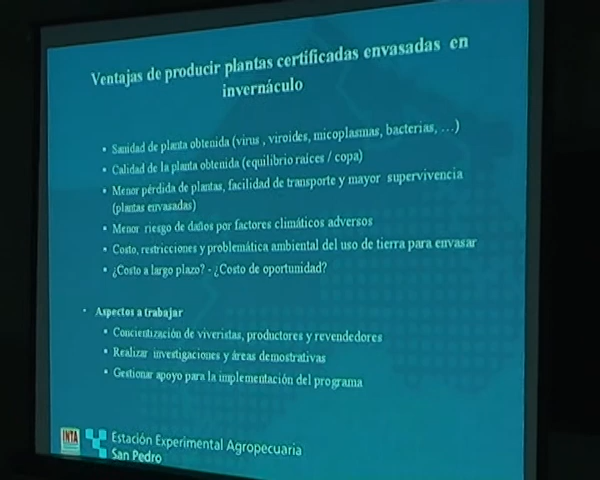 Ventajas de producir plantas certificadas envasadas en
invernáculo
• Sanidad de planta obtenida (virus , viroides, micoplasmas, bacterias, …)
• Calidad de la planta obtenida (equilibrio raíces / copa)
• Menor pérdida de plantas, facilidad de transporte y mayor supervivencia
(plantas envasadas)
• Menor riesgo de daños por factores climáticos adversos
• Costo, restricciones y problemática ambiental del uso de tierra para envasar
• ¿Costo a largo plazo? - ¿Costo de oportunidad?
• Aspectos a trabajar
• Concientización de viveristas, productores y revendedores
• Realizar investigaciones y áreas demostrativas
• Gestionar apoyo para la implementación del programa
INTA
Estación Experimental Agropecuaria
San Pedro